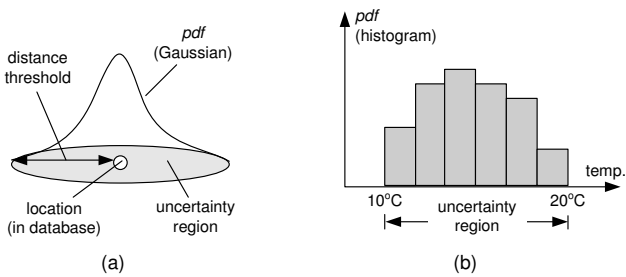 pdf
(Gaussian)
distance
threshold
location
(in database)
uncertainty
region
(a)
pdf
(histogram)
temp.
10°C
20°C
uncertainty
region
(b)